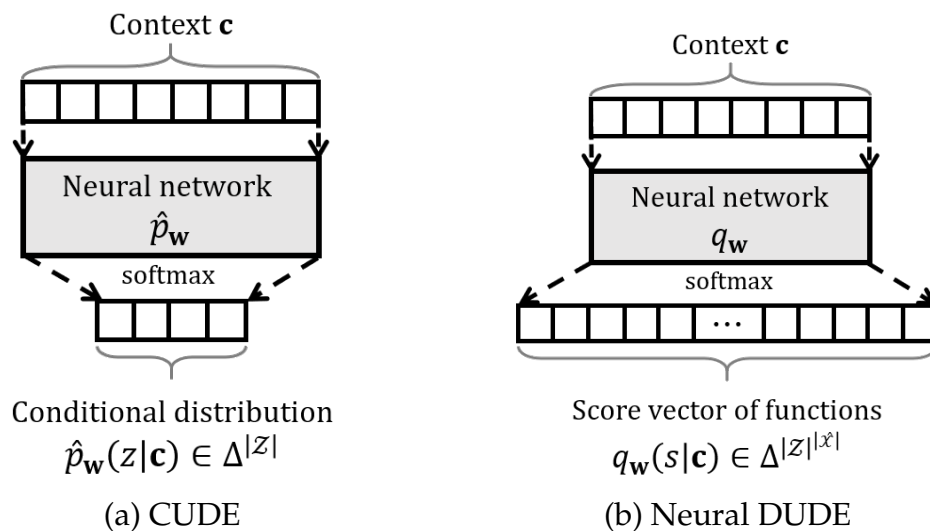 Context c
Neural network
p̂_w
softmax
Conditional distribution
p̂_w(z|c) ∈ Δ^|𝒵|
(a) CUDE
Context c
Neural network
q_w
softmax
...
Score vector of functions
q_w(s|c) ∈ Δ^|𝒵|^|𝒳̂|
(b) Neural DUDE